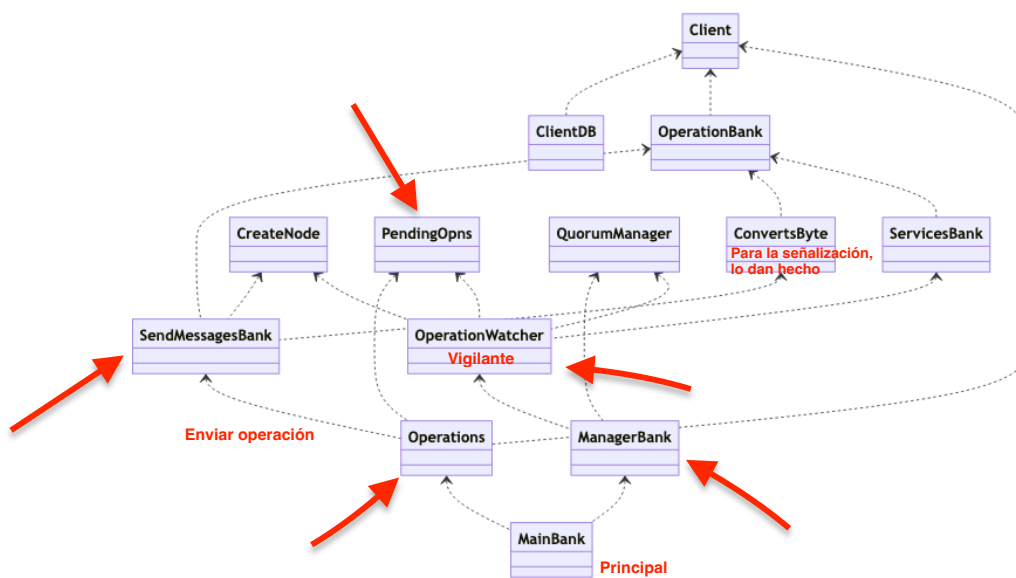 Client
ClientDB
OperationBank
CreateNode
PendingOpns
QuorumManager
ConvertsByte
Para la señalización,
lo dan hecho
ServicesBank
SendMessagesBank
OperationWatcher
Vigilante
Enviar operación
Operations
ManagerBank
MainBank
Principal